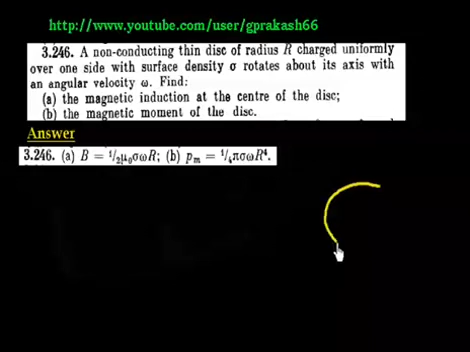 http://www.youtube.com/user/gprakash66
3.246. A non-conducting thin disc of radius R charged uniformly
over one side with surface density σ rotates about its axis with
an angular velocity ω. Find:
(a) the magnetic induction at the centre of the disc;
(b) the magnetic moment of the disc.
Answer
3.246. (a) B = ¹/₂μ₀σωR; (b) pₘ = ¹/₄πσωR⁴.